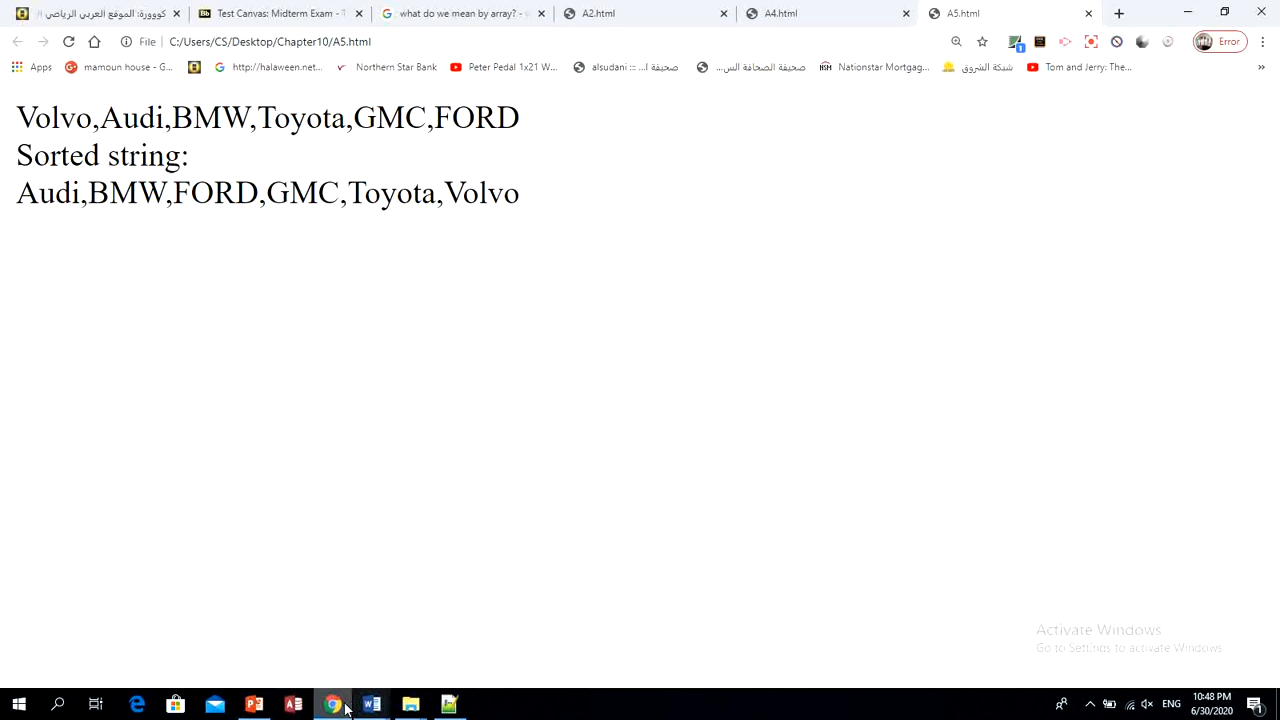 كووورة: الموقع العربي الرياضي
Test Canvas: Midterm Exam -
what do we mean by array? -
A2.html
A4.html
A5.html
File
C:/Users/CS/Desktop/Chapter10/A5.html
Error
Apps
mamoun house - G...
http://halaween.net...
Northern Star Bank
Peter Pedal 1x21 W...
alsudani ::: صحيفة ا...
صحيفة الصحافة الس...
Nationstar Mortgag...
شبكة الشروق
Tom and Jerry: The...
»
Volvo,Audi,BMW,Toyota,GMC,FORD
Sorted string:
Audi,BMW,FORD,GMC,Toyota,Volvo
Activate Windows
Go to Settings to activate Windows.
ENG
10:48 PM
6/30/2020